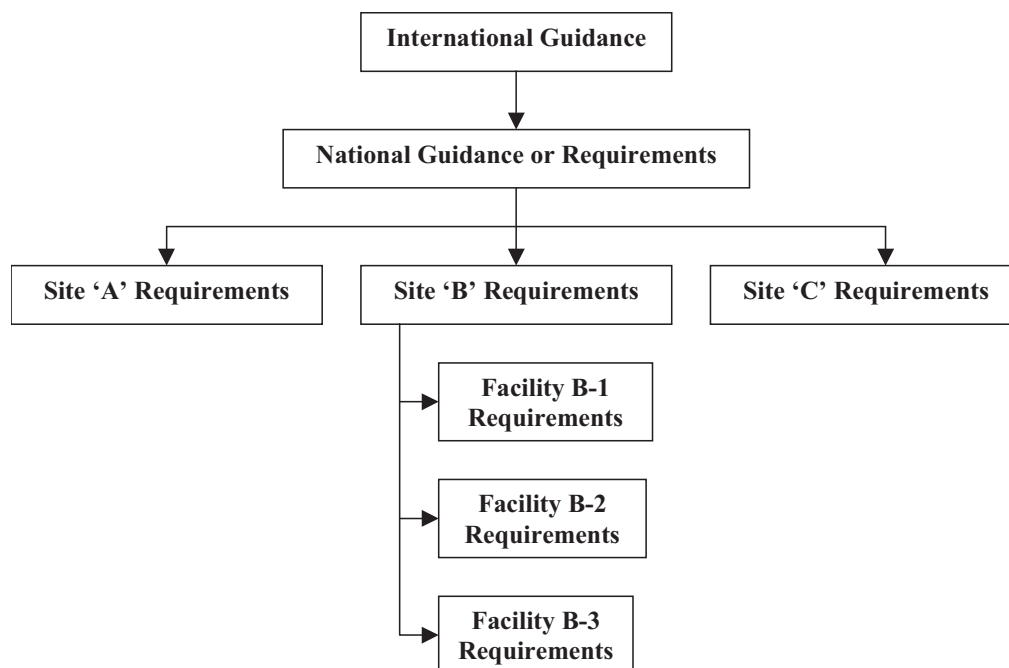 International Guidance
National Guidance or Requirements
Site ‘A’ Requirements
Site ‘B’ Requirements
Site ‘C’ Requirements
Facility B-1
Requirements
Facility B-2
Requirements
Facility B-3
Requirements